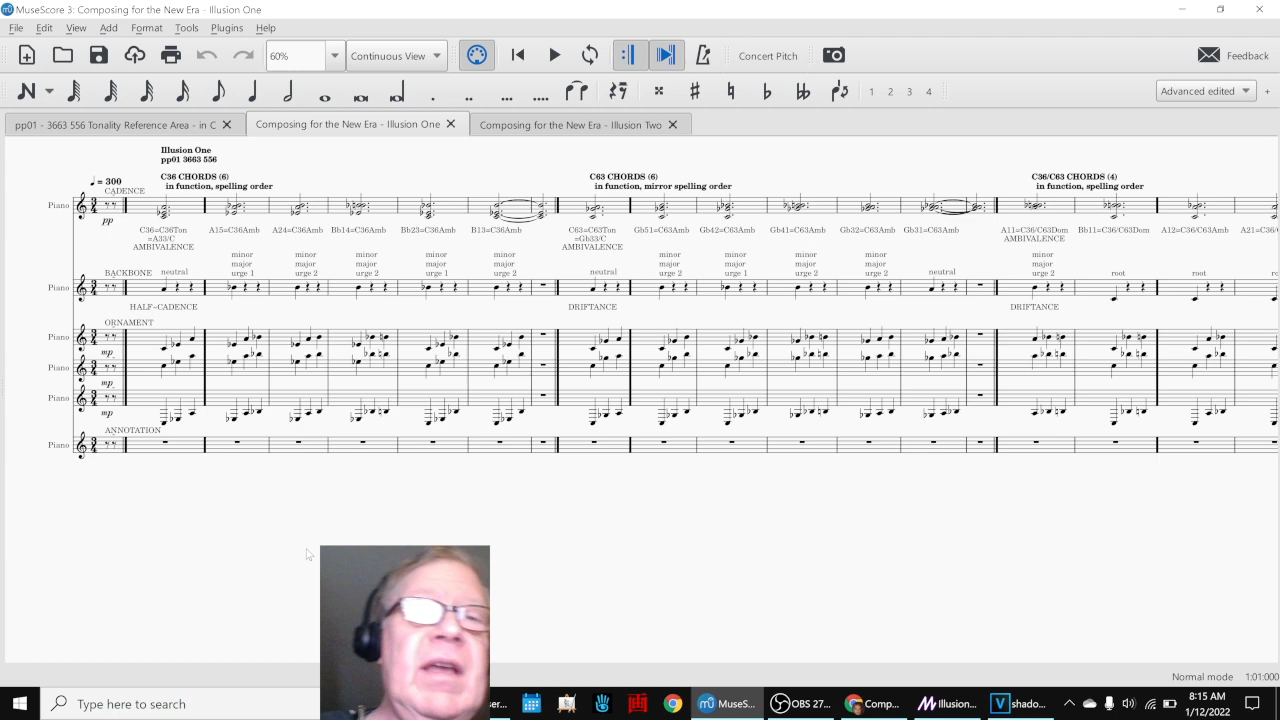 MuseScore 3: Composing for the New Era - Illusion One
File Edit View Add Format Tools Plugins Help
60% Continuous View Concert Pitch Feedback
1 2 3 4 Advanced edited +
pp01 - 3663 556 Tonality Reference Area - in C Composing for the New Era - Illusion One Composing for the New Era - Illusion Two
Illusion One
pp01 3663 556
C36 CHORDS (6) C63 CHORDS (6) C36/C63 CHORDS (4)
in function, spelling order in function, mirror spelling order in function, spelling order
= 300
CADENCE
Piano
pp
C36=C36Ton A15=C36Amb A24=C36Amb Bb14=C36Amb Bb23=C36Amb B13=C36Amb C63=C63Ton Gb51=C63Amb Gb42=C63Amb Gb41=C63Amb Gb32=C63Amb Gb31=C63Amb A11=C36/C63Dom Bb11=C36/C63Dom A12=C36/C63Amb
=A33/C =Gb33/C AMBIVALENCE
AMBIVALENCE AMBIVALENCE
minor minor minor minor minor minor minor minor minor minor
major major major major major major major major major major
BACKBONE neutral urge 1 urge 2 urge 2 urge 1 urge 2 neutral urge 2 urge 1 urge 2 urge 2 neutral urge 2 root root
Piano
HALF-CADENCE DRIFTANCE DRIFTANCE
ORNAMENT
Piano
mp
Piano
mp
Piano
mp
ANNOTATION
Piano
Normal mode 1:01:000
Type here to search MuseS... OBS 27... Comp... Illusion... shado... 8:15 AM
1/12/2022